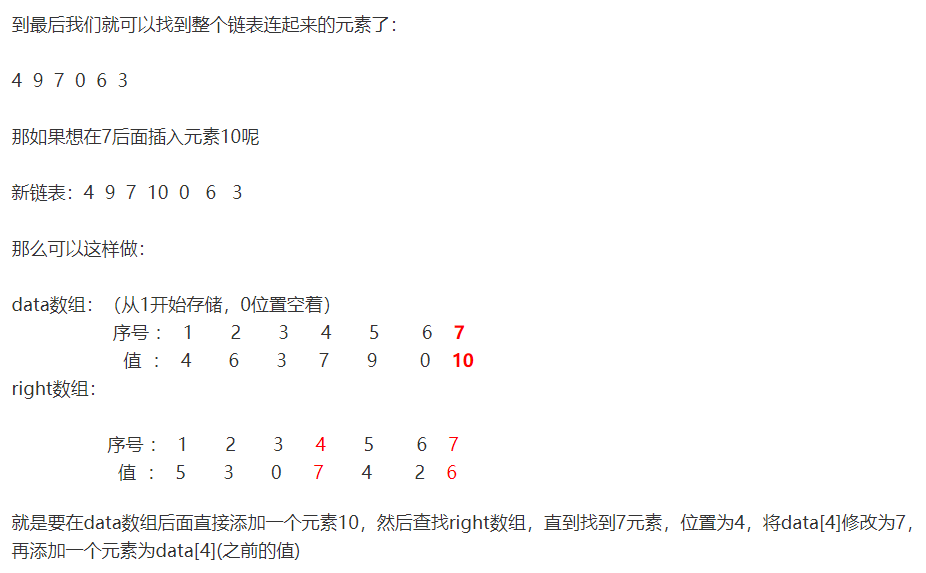 到最后我们就可以找到整个链表连起来的元素了：
4 9 7 0 6 3
那如果想在7后面插入元素10呢
新链表：4 9 7 10 0 6 3
那么可以这样做：
data数组：（从1开始存储，0位置空着）
序号： 1 2 3 4 5 6 7
值 ： 4 6 3 7 9 0 10
right数组：
序号： 1 2 3 4 5 6 7
值 ： 5 3 0 7 4 2 6
就是要在data数组后面直接添加一个元素10，然后查找right数组，直到找到7元素，位置为4，将data[4]修改为7，
再添加一个元素为data[4](之前的值)